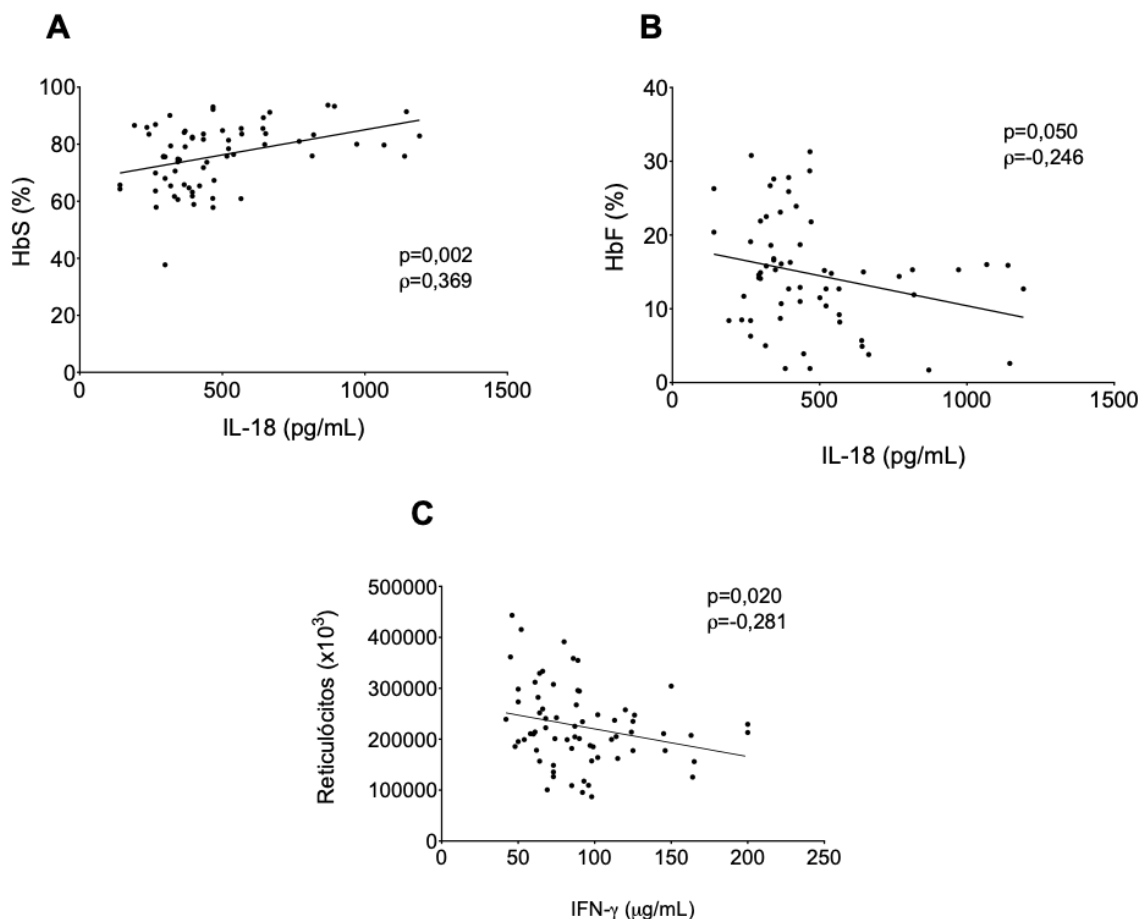 A
HbS (%)
100
80
60
40
20
0
0 500 1000 1500
IL-18 (pg/mL)
p=0,002
ρ=0,369
B
HbF (%)
40
30
20
10
0
0 500 1000 1500
IL-18 (pg/mL)
p=0,050
ρ=-0,246
C
Reticulócitos (x10³)
500000
400000
300000
200000
100000
0
0 50 100 150 200 250
IFN-γ (μg/mL)
p=0,020
ρ=-0,281